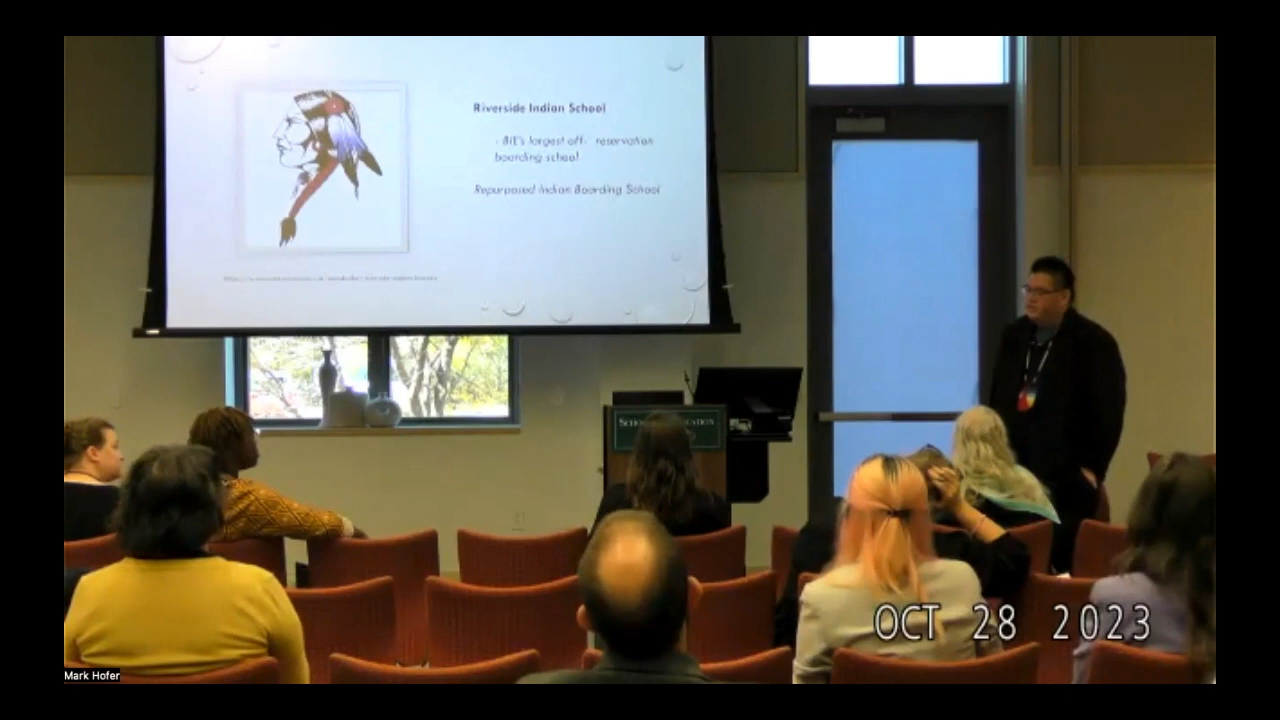 Riverside Indian School
- BIE's largest off- reservation
boarding school
Repurposed Indian Boarding School
OCT 28 2023
Mark Hofer